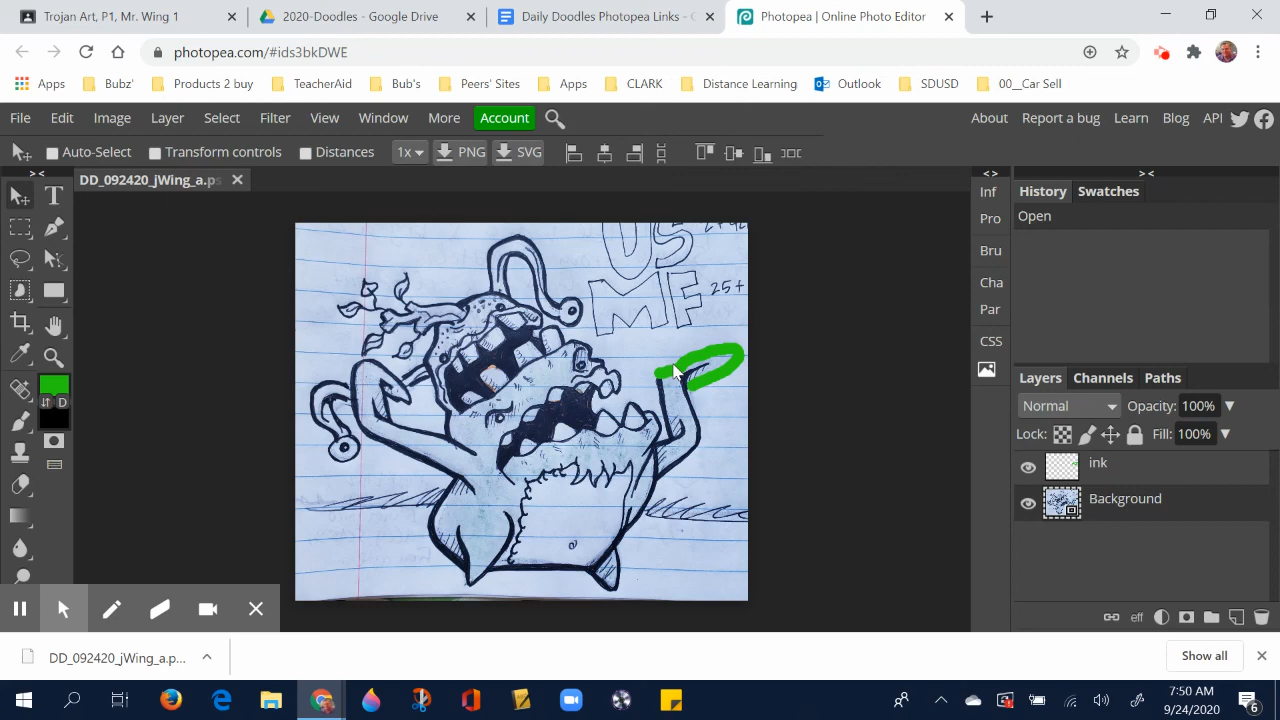 Trojan Art, P1, Mr. Wing 1
2020-Doodles - Google Drive
Daily Doodles Photopea Links - G
Photopea | Online Photo Editor
photopea.com/#ids3bkDWE
Apps Bubz' Products 2 buy TeacherAid Bub's Peers' Sites Apps CLARK Distance Learning Outlook SDUSD 00__Car Sell
File Edit Image Layer Select Filter View Window More Account About Report a bug Learn Blog API
Auto-Select Transform controls Distances 1x PNG SVG
DD_092420_jWing_a.ps
Inf
Pro
Bru
Cha
Par
CSS
History Swatches
Open
US
MF 25+
D
Layers Channels Paths
Normal Opacity: 100%
Lock: Fill: 100%
ink
Background
eff
DD_092420_jWing_a.p...
Show all
7:50 AM
9/24/2020
6